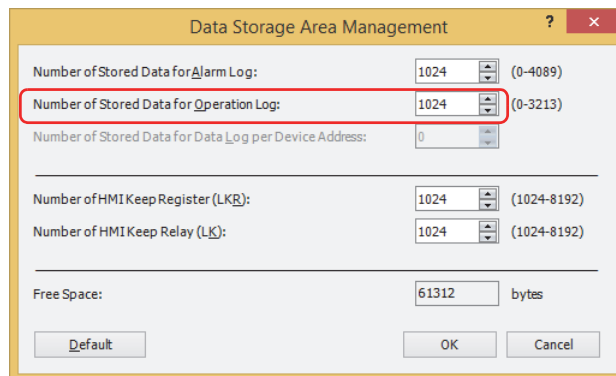 Data Storage Area Management ? ×
Number of Stored Data for Alarm Log: 1024 (0-4089)
Number of Stored Data for Operation Log: 1024 (0-3213)
Number of Stored Data for Data Log per Device Address: 0
Number of HMI Keep Register (LKR): 1024 (1024-8192)
Number of HMI Keep Relay (LK): 1024 (1024-8192)
Free Space: 61312 bytes
Default OK Cancel